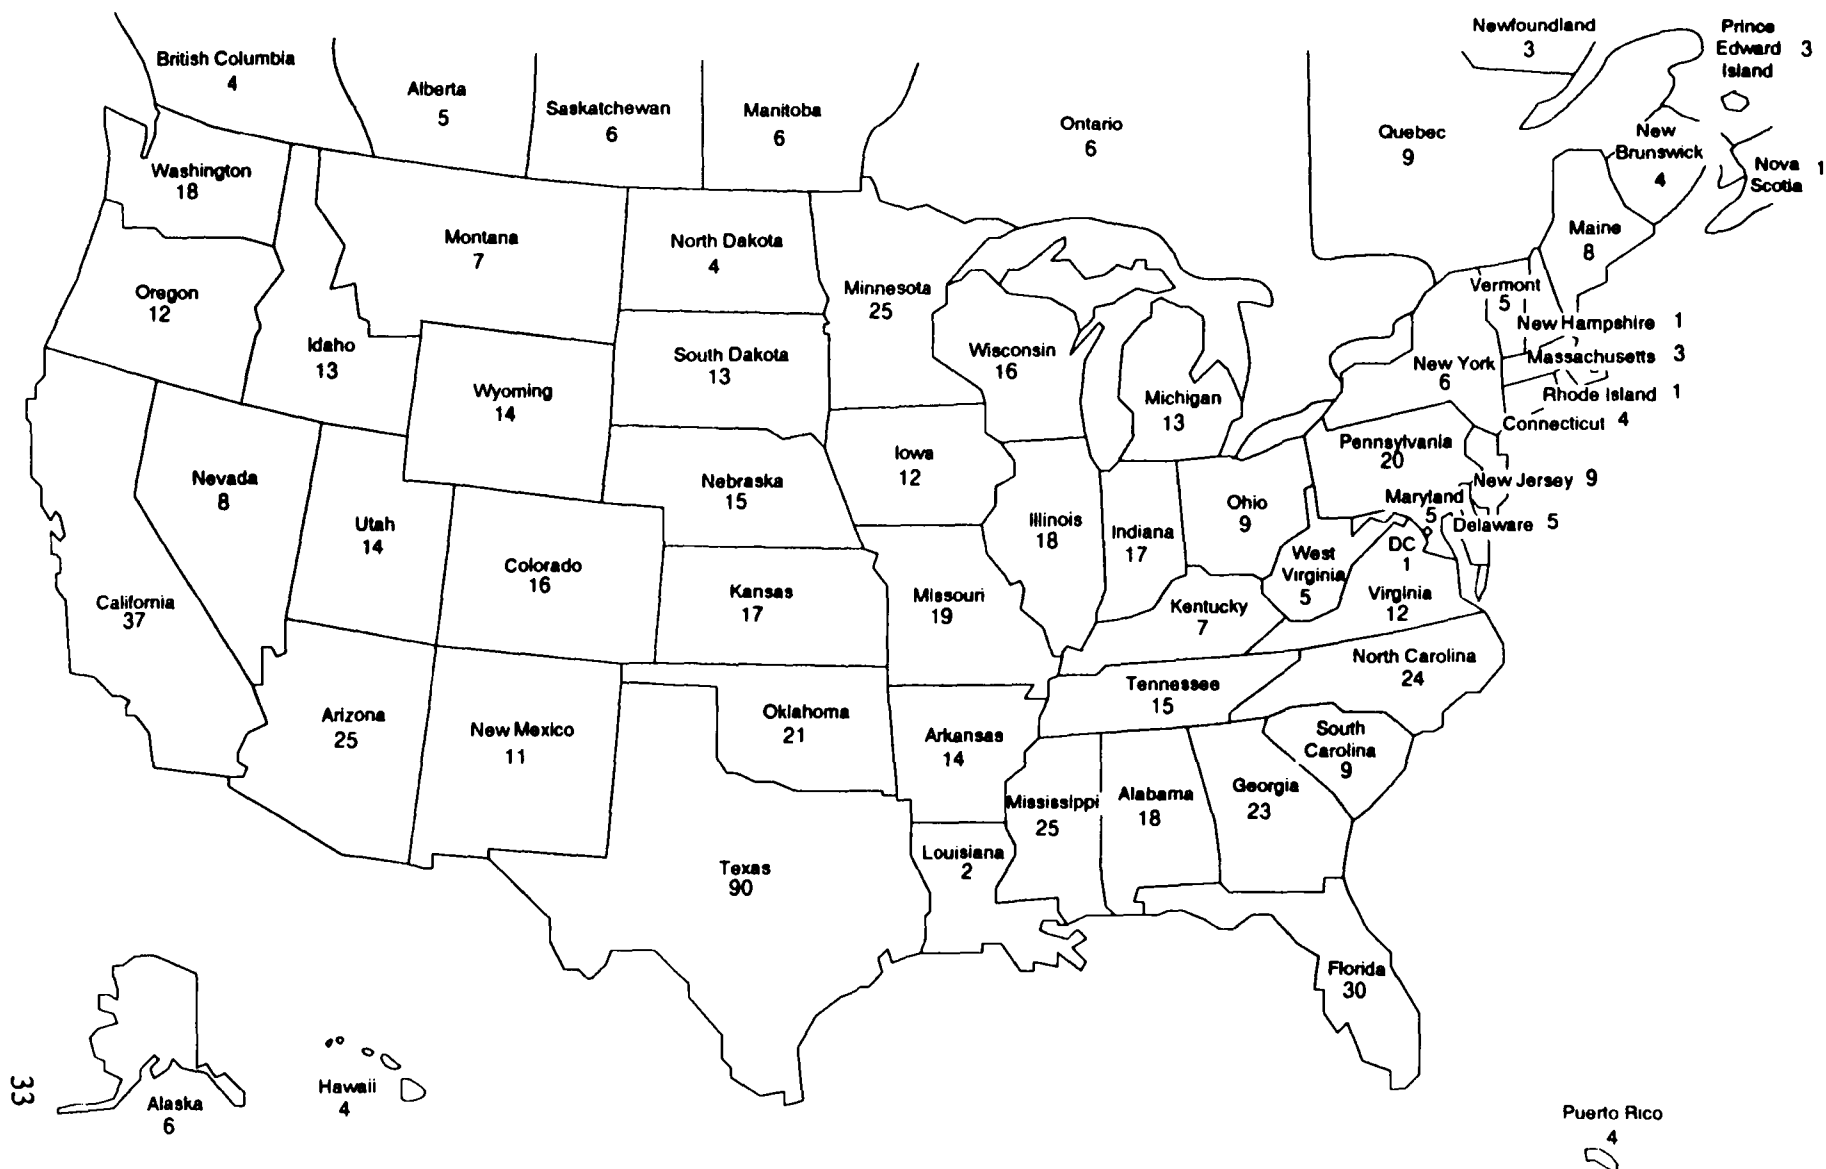 Newfoundland
3
Prince
Edward 3
Island
British Columbia
4
Alberta
5
Saskatchewan
6
Manitoba
6
Ontario
6
Quebec
9
New
Brunswick
4
Nova 1
Scotia
Washington
18
Montana
7
North Dakota
4
Minnesota
25
Maine
8
Oregon
12
Idaho
13
Vermont
5
New Hampshire 1
South Dakota
13
Wisconsin
16
Massachusetts 3
New York
6
Wyoming
14
Michigan
13
Rhode Island 1
Connecticut 4
Pennsylvania
20
Iowa
12
Nevada
8
Nebraska
15
New Jersey 9
Maryland
5
Ohio
9
Delaware 5
Utah
14
Illinois
18
Indiana
17
DC
1
West
Virginia
5
Colorado
16
Kansas
17
Missouri
19
Virginia
12
California
37
Kentucky
7
North Carolina
24
Tennessee
15
Arizona
25
New Mexico
11
Oklahoma
21
Arkansas
14
South
Carolina
9
Mississippi
25
Alabama
18
Georgia
23
Louisiana
2
Texas
90
Florida
30
33
Alaska
6
Hawaii
4
Puerto Rico
4